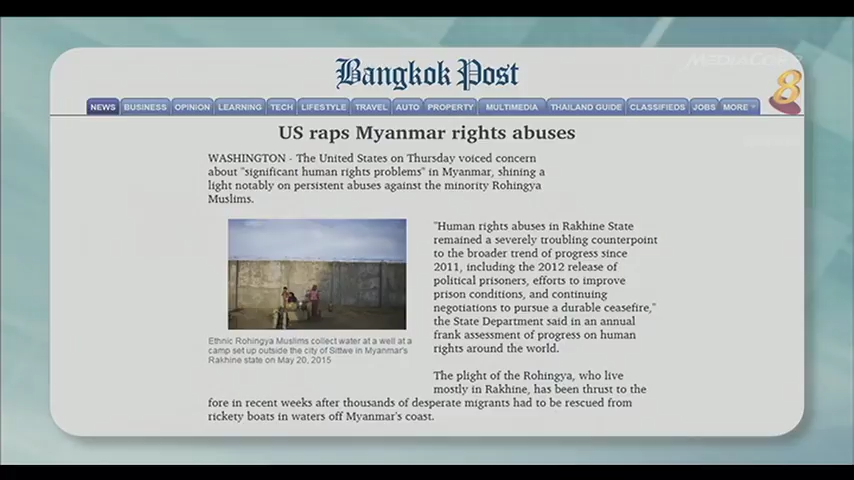 Bangkok Post
MEDIACORP
8
NEWS BUSINESS OPINION LEARNING TECH LIFESTYLE TRAVEL AUTO PROPERTY MULTIMEDIA THAILAND GUIDE CLASSIFIEDS JOBS MORE
US raps Myanmar rights abuses
WASHINGTON - The United States on Thursday voiced concern
about "significant human rights problems" in Myanmar, shining a
light notably on persistent abuses against the minority Rohingya
Muslims.
"Human rights abuses in Rakhine State
remained a severely troubling counterpoint
to the broader trend of progress since
2011, including the 2012 release of
political prisoners, efforts to improve
prison conditions, and continuing
negotiations to pursue a durable ceasefire,"
the State Department said in an annual
frank assessment of progress on human
rights around the world.
Ethnic Rohingya Muslims collect water at a well at a
camp set up outside the city of Sittwe in Myanmar's
Rakhine state on May 20, 2015
The plight of the Rohingya, who live
mostly in Rakhine, has been thrust to the
fore in recent weeks after thousands of desperate migrants had to be rescued from
rickety boats in waters off Myanmar's coast.